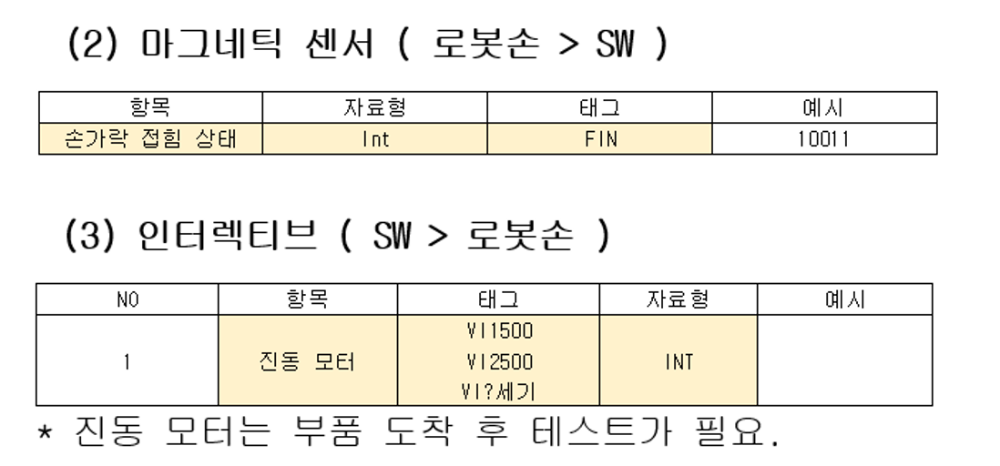 (2) 마그네틱 센서 ( 로봇손 > SW )
항목 자료형 태그 예시
손가락 접힘 상태 Int FIN 10011
(3) 인터렉티브 ( SW > 로봇손 )
NO 항목 태그 자료형 예시
VI1500
1 진동 모터 VI2500 INT
VI?세기
* 진동 모터는 부품 도착 후 테스트가 필요.